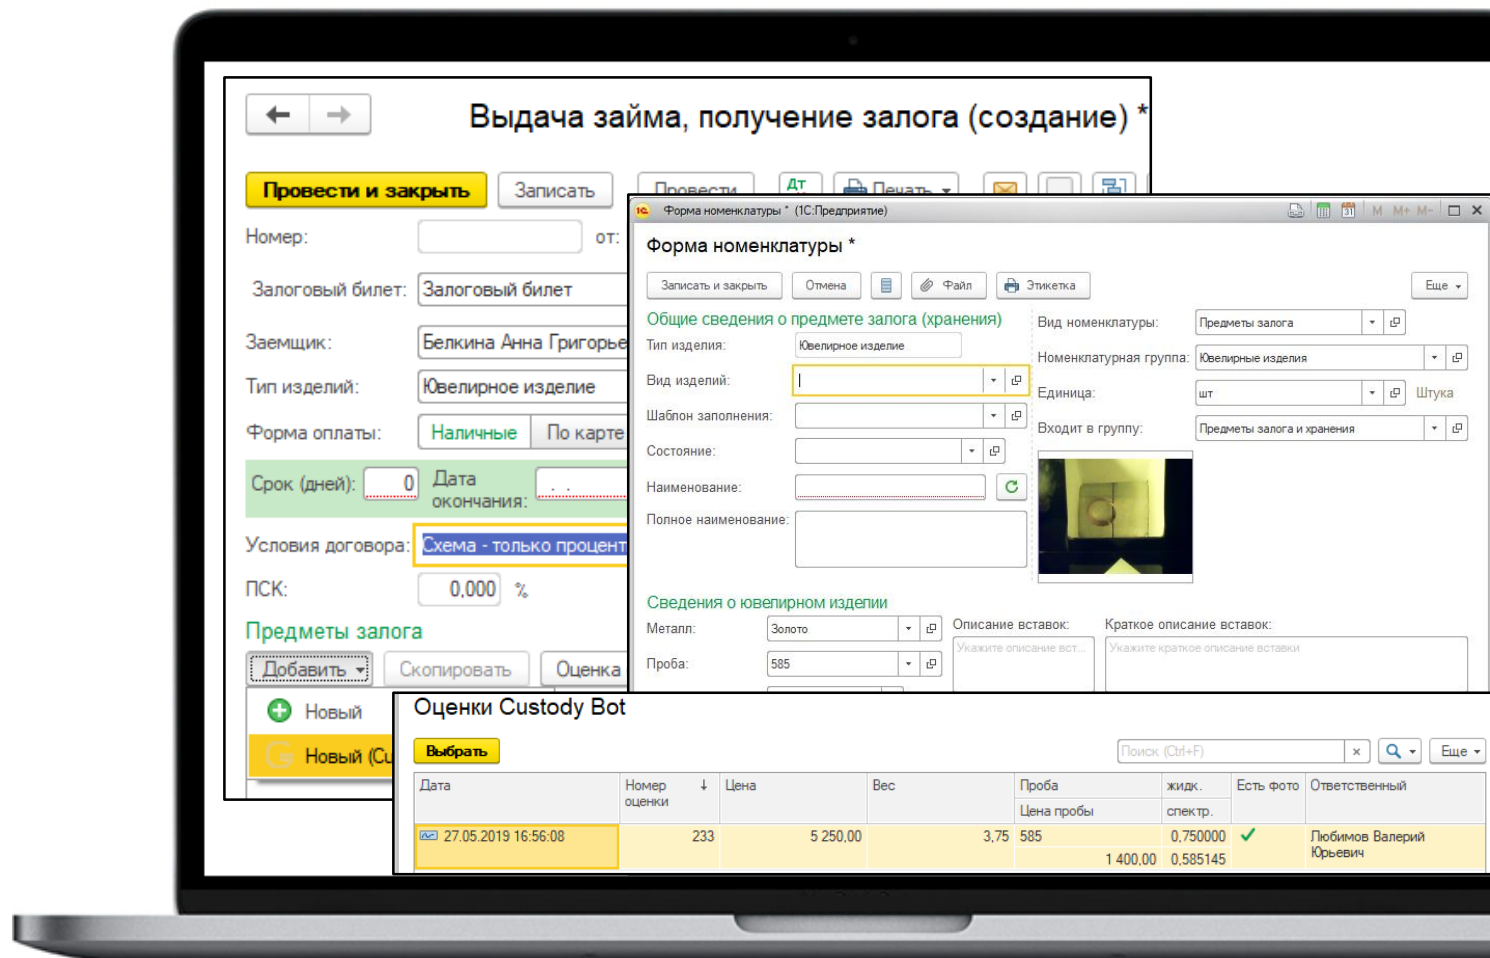 Выдача займа, получение залога (создание) *
Провести и закрыть
Записать
Провести
Дт
Печать
Номер:
от:
Залоговый билет:
Залоговый билет
Заемщик:
Белкина Анна Григорье
Тип изделий:
Ювелирное изделие
Форма оплаты:
Наличные
По карте
Срок (дней):
0
Дата
окончания:
. .
Условия договора:
Схема - только процент
ПСК:
0,000
%
Предметы залога
Добавить
Скопировать
Оценка
Новый
Новый (Cu
Форма номенклатуры * (1С:Предприятие)
31
M M+ M-
Форма номенклатуры *
Записать и закрыть
Отмена
Файл
Этикетка
Еще
Общие сведения о предмете залога (хранения)
Тип изделия:
Ювелирное изделие
Вид изделий:
Шаблон заполнения:
Состояние:
Наименование:
Полное наименование:
Вид номенклатуры:
Предметы залога
Номенклатурная группа:
Ювелирные изделия
Единица:
шт
Штука
Входит в группу:
Предметы залога и хранения
Сведения о ювелирном изделии
Металл:
Золото
Проба:
585
Описание вставок:
Укажите описание вст...
Краткое описание вставок:
Укажите краткое описание вставки
Оценки Custody Bot
Выбрать
Поиск (Ctrl+F)
×
Еще
Дата
Номер
оценки
↓
Цена
Вес
Проба
Цена пробы
жидк.
спектр.
Есть фото
Ответственный
27.05.2019 16:56:08
233
5 250,00
3,75
585
1 400,00
0,750000
0,585145
Любимов Валерий
Юрьевич